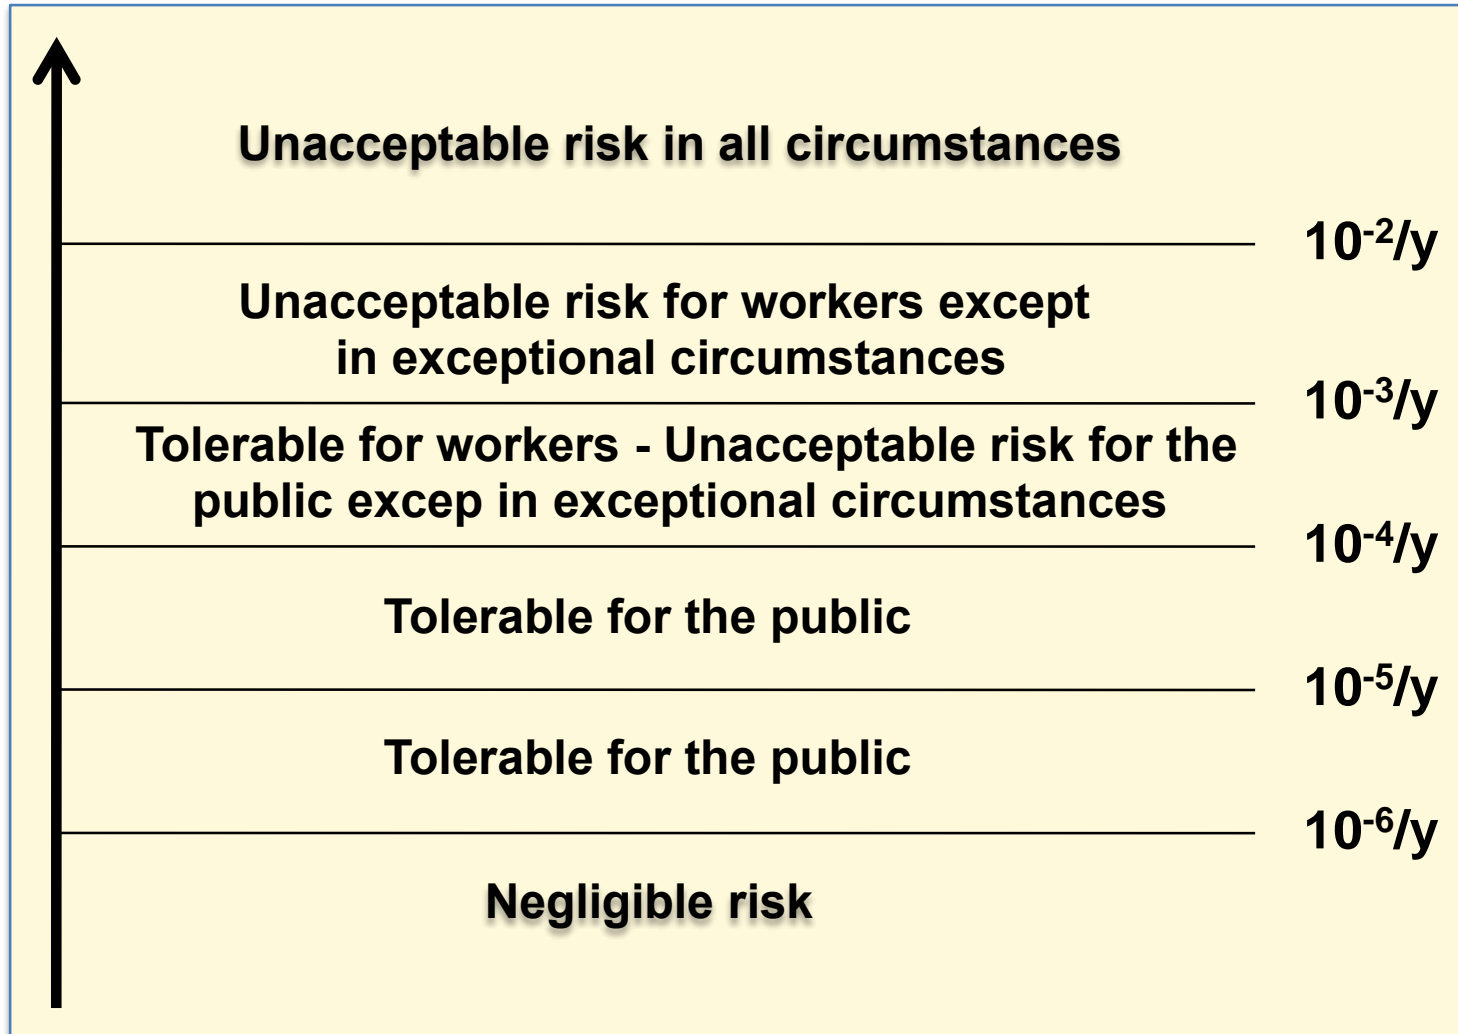 Unacceptable risk in all circumstances
10⁻²/y
Unacceptable risk for workers except
in exceptional circumstances
10⁻³/y
Tolerable for workers - Unacceptable risk for the
public excep in exceptional circumstances
10⁻⁴/y
Tolerable for the public
10⁻⁵/y
Tolerable for the public
10⁻⁶/y
Negligible risk